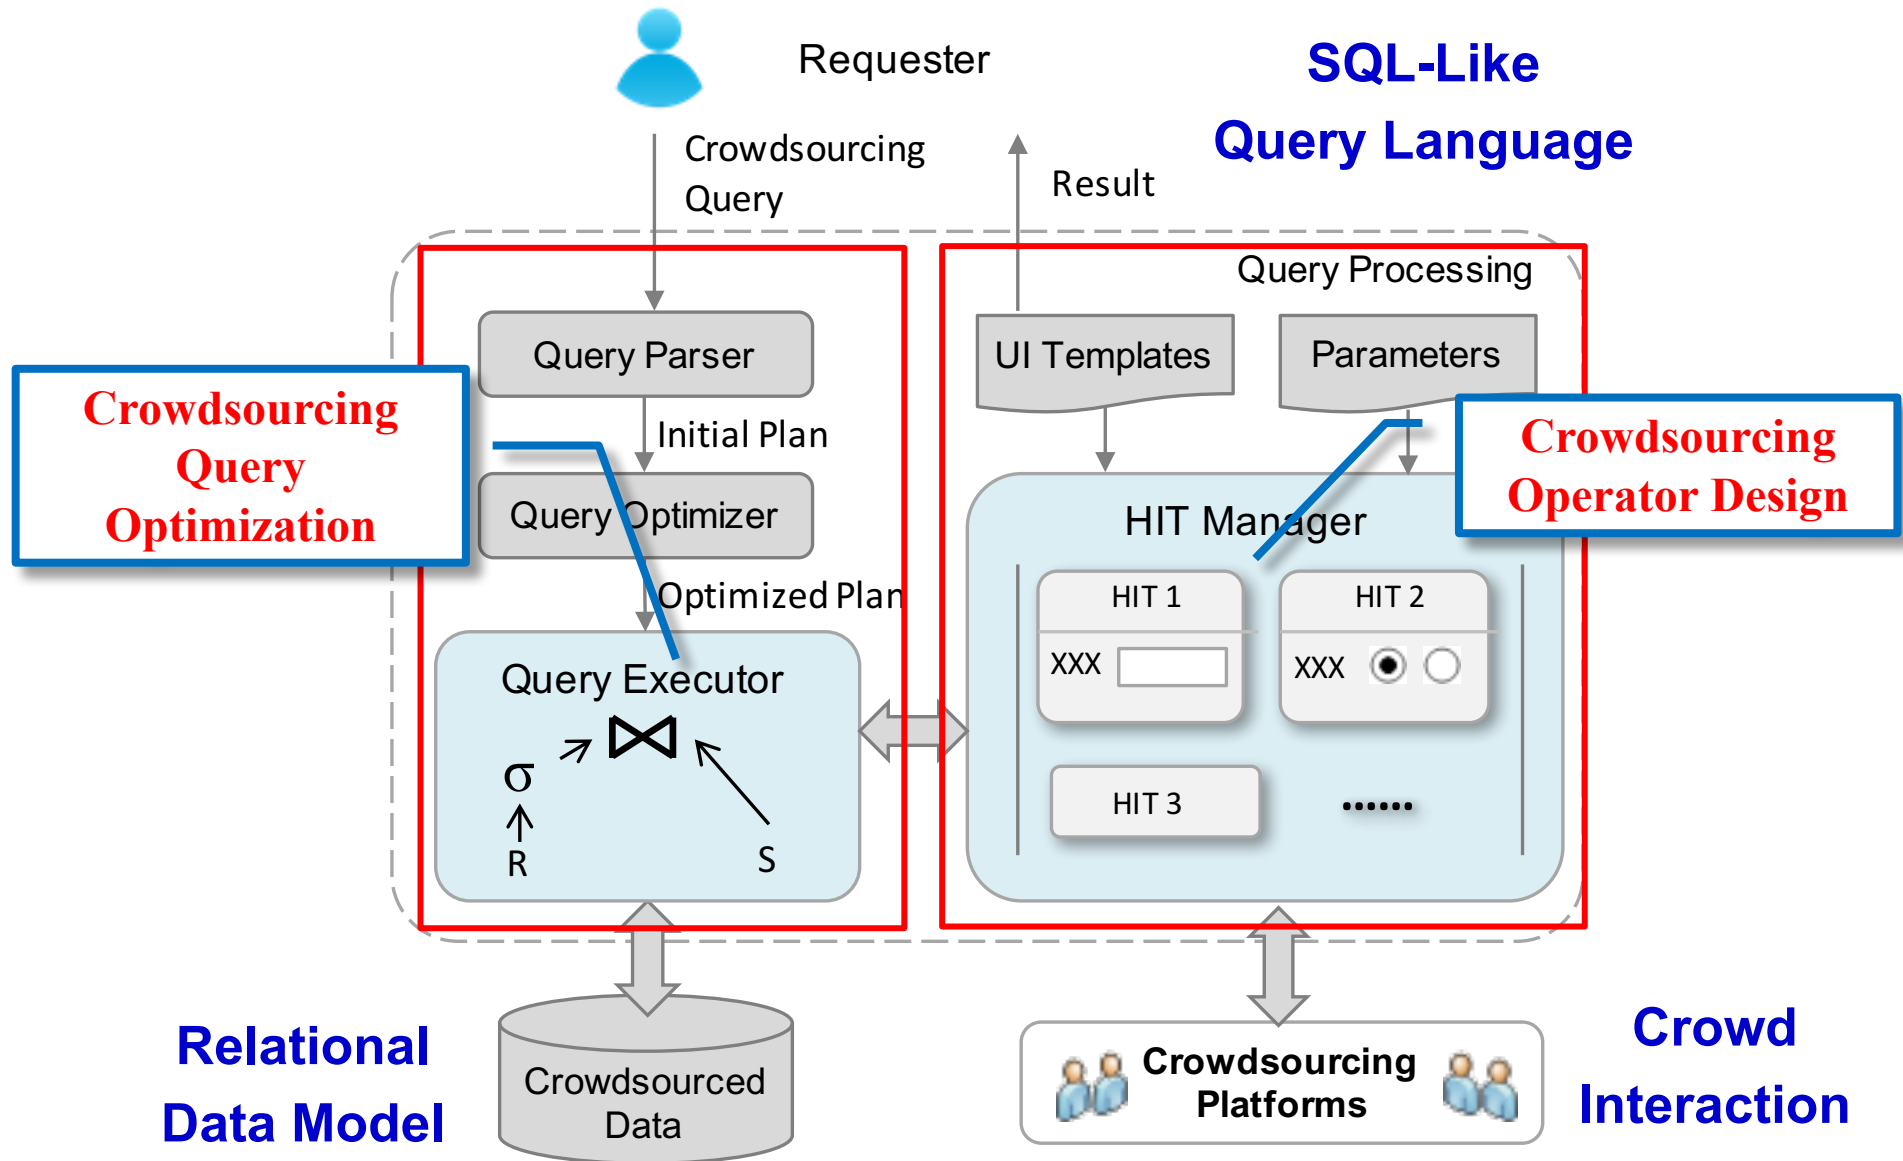 Requester
SQL-Like
Query Language
Crowdsourcing
Query
Result
Query Processing
Query Parser
UI Templates
Parameters
Crowdsourcing
Query
Optimization
Initial Plan
Crowdsourcing
Operator Design
Query Optimizer
HIT Manager
Optimized Plan
HIT 1
HIT 2
XXX
XXX
Query Executor
σ
⋈
R
S
HIT 3
......
Relational
Data Model
Crowdsourced
Data
Crowdsourcing
Platforms
Crowd
Interaction